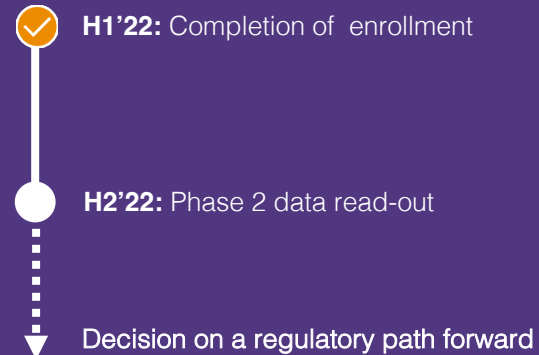 H1’22: Completion of  enrollment
H2’22: Phase 2 data read-out
Decision on a regulatory path forward